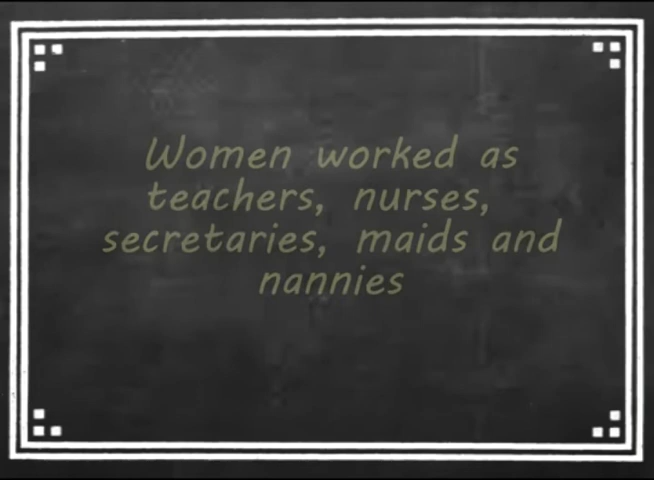 Women worked as
teachers, nurses,
secretaries, maids and
nannies